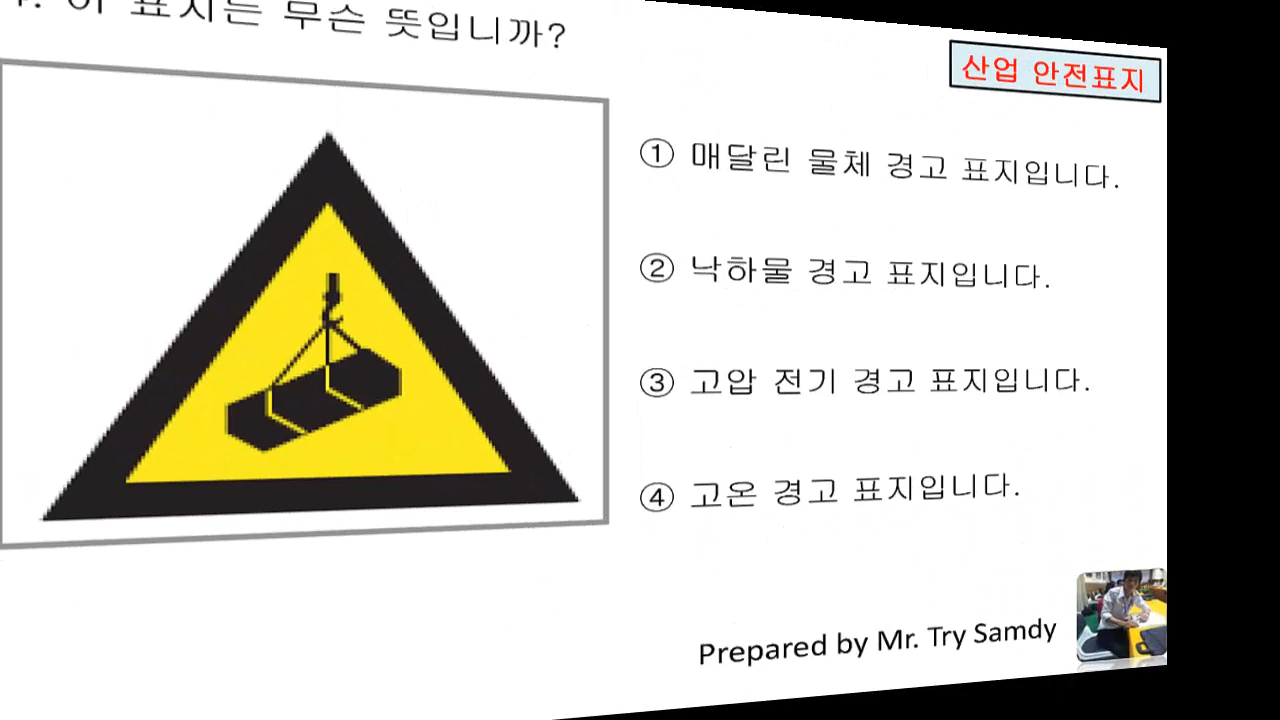 이 표지는 무슨 뜻입니까?
산업 안전표지
① 매달린 물체 경고 표지입니다.
② 낙하물 경고 표지입니다.
③ 고압 전기 경고 표지입니다.
④ 고온 경고 표지입니다.
Prepared by Mr. Try Samdy